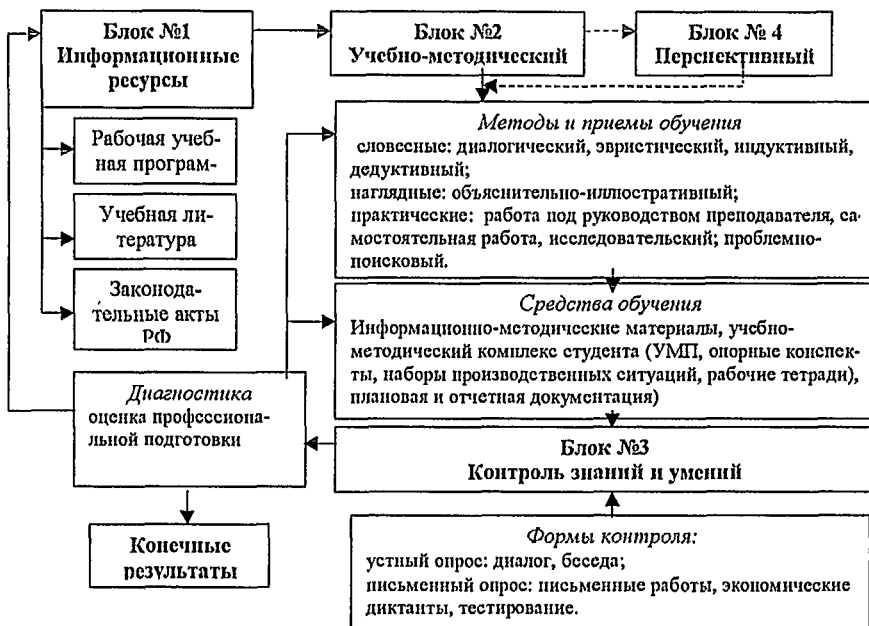 Блок №1
Информационные
ресурсы
Блок №2
Учебно-методический
Блок № 4
Перспективный
Рабочая учеб-
ная програм-
Учебная ли-
тература
Законода-
тельные акты
РФ
Методы и приемы обучения
словесные: диалогический, эвристический, индуктивный,
дедуктивный;
наглядные: объяснительно-иллюстративный;
практические: работа под руководством преподавателя, са-
мостоятельная работа, исследовательский; проблемно-
поисковый.
Средства обучения
Информационно-методические материалы, учебно-
методический комплекс студента (УМП, опорные конспек-
ты, наборы производственных ситуаций, рабочие тетради),
плановая и отчетная документация)
Диагностика
оценка профессио-
нальной подготовки
Блок №3
Контроль знаний и умений
Конечные
результаты
Формы контроля:
устный опрос: диалог, беседа;
письменный опрос: письменные работы, экономические
диктанты, тестирование.